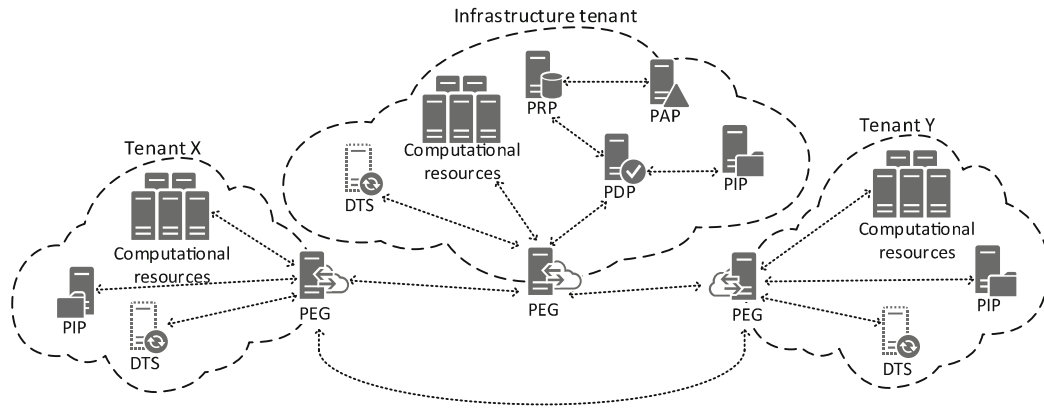 Infrastructure tenant
PRP
PAP
Computational
resources
DTS
PDP
PIP
PEG
Tenant X
Computational
resources
PIP
DTS
PEG
Tenant Y
Computational
resources
PIP
DTS
PEG